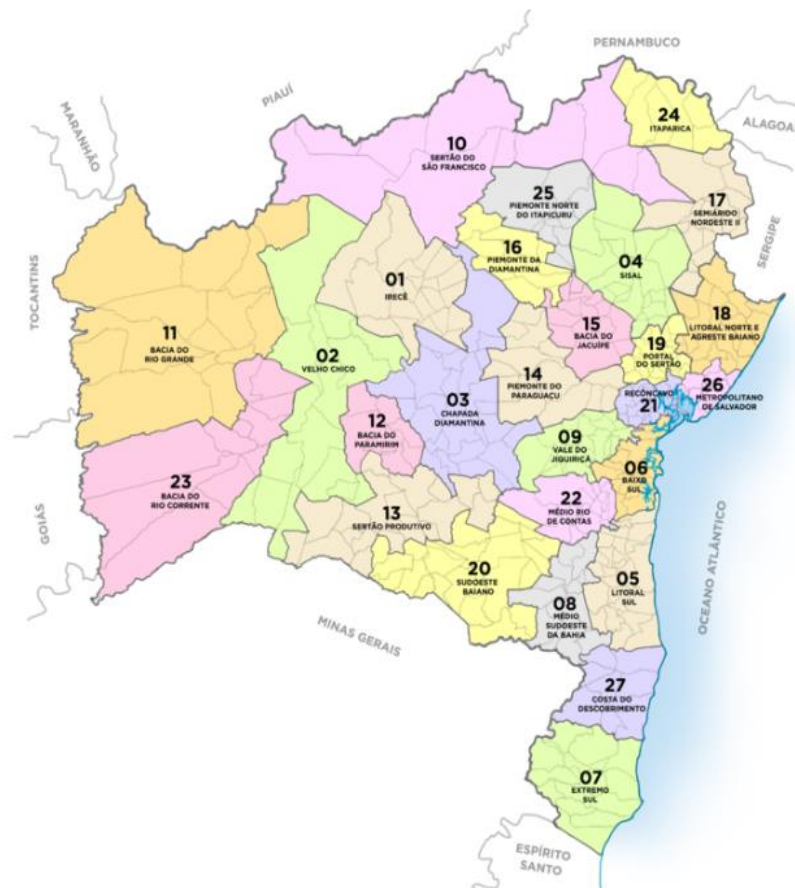 PERNAMBUCO
PIAUÍ
MARANHÃO
24
ITAPARICA
ALAGOAS
10
SERTÃO DO
SÃO FRANCISCO
25
PIEMONTE NORTE
DO ITAPICURU
17
SEMIÁRIDO
NORDESTE II
SERGIPE
16
PIEMONTE DA
DIAMANTINA
04
SISAL
01
IRECÊ
TOCANTINS
11
BACIA DO
RIO GRANDE
02
VELHO CHICO
15
BACIA DO
JACUÍPE
18
LITORAL NORTE E
AGRESTE BAIANO
19
PORTAL
DO SERTÃO
14
PIEMONTE DO
PARAGUAÇU
03
CHAPADA
DIAMANTINA
RECÔNCAVO
21
26
METROPOLITANO
DE SALVADOR
12
BACIA DO
PARAMIRIM
09
VALE DO
JIQUIRIÇÁ
06
BAIXO
SUL
23
BACIA DO
RIO CORRENTE
22
MÉDIO RIO
DE CONTAS
13
SERTÃO PRODUTIVO
GOIÁS
20
SUDOESTE
BAIANO
05
LITORAL
SUL
OCEANO ATLÂNTICO
08
MÉDIO
SUDOESTE
DA BAHIA
MINAS GERAIS
27
COSTA DO
DESCOBRIMENTO
07
EXTREMO
SUL
ESPÍRITO
SANTO